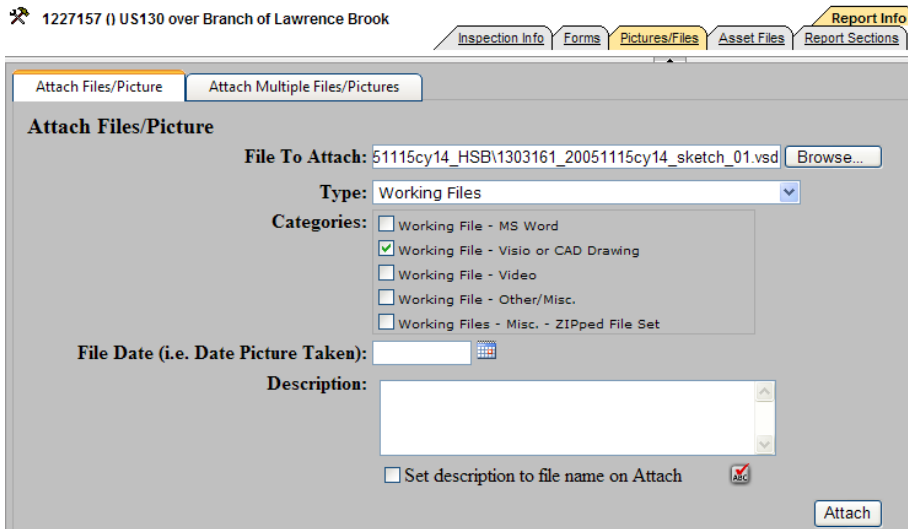 1227157 () US130 over Branch of Lawrence Brook
Report Info
Inspection Info Forms Pictures/Files Asset Files Report Sections
Attach Files/Picture Attach Multiple Files/Pictures
Attach Files/Picture
File To Attach: 51115cy14_HSB\1303161_20051115cy14_sketch_01.vsd Browse...
Type: Working Files
Categories: Working File - MS Word
Working File - Visio or CAD Drawing
Working File - Video
Working File - Other/Misc.
Working Files - Misc. - ZIPped File Set
File Date (i.e. Date Picture Taken):
Description:
Set description to file name on Attach ABC
Attach